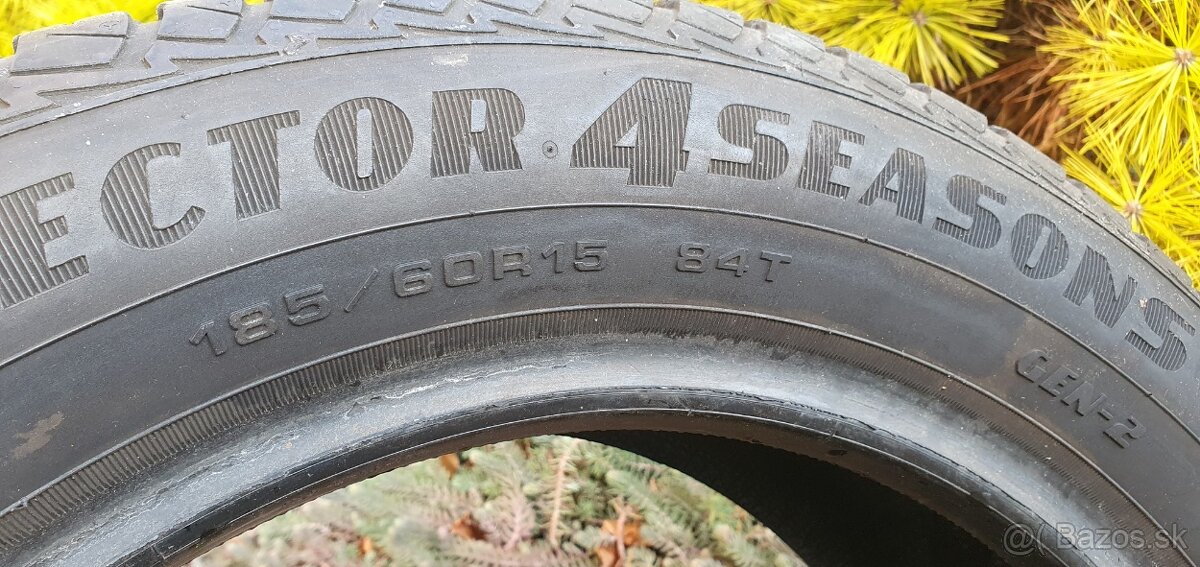 ECTOR 4SEASONS
185/60R15 84T
GEN-2
@( Bazos.sk